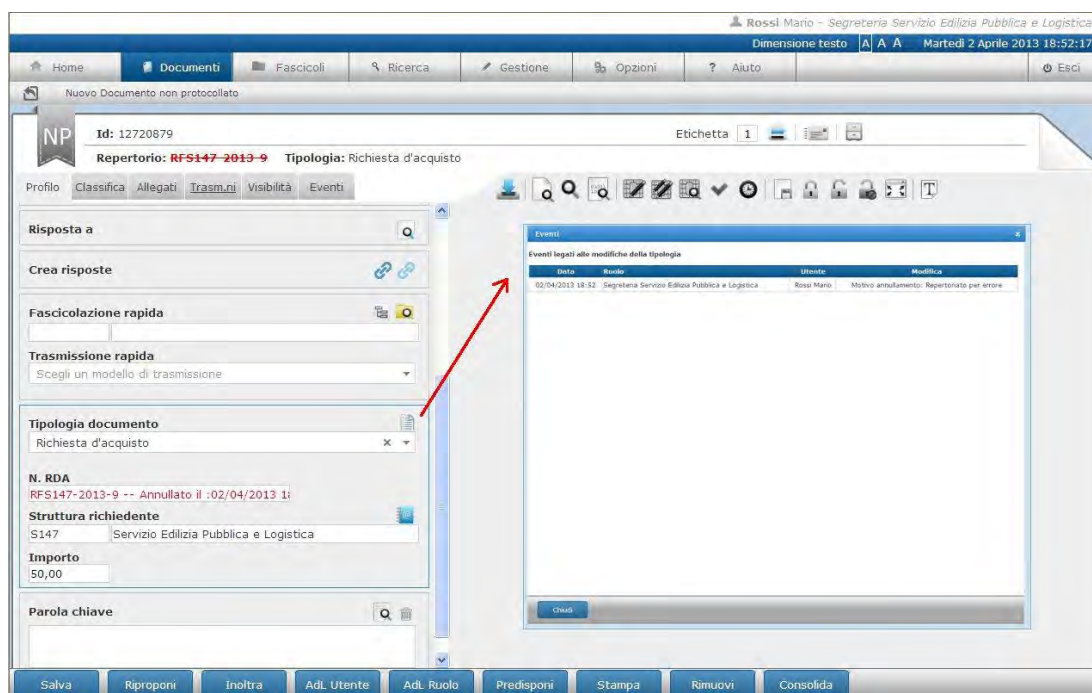 Rossi Mario - Segreteria Servizio Edilizia Pubblica e Logistica
Dimensione testo A A A Martedì 2 Aprile 2013 18:52:17
Home Documenti Fascicoli Ricerca Gestione Opzioni ? Aiuto Esci
Nuovo Documento non protocollato
NP Id: 12720879 Etichetta 1
Repertorio: RFS147-2013-9 Tipologia: Richiesta d'acquisto
Profilo Classifica Allegati Trasm.ni Visibilità Eventi
T
Risposta a
Crea risposte
Fascicolazione rapida
Trasmissione rapida
Scegli un modello di trasmissione
Tipologia documento
Richiesta d'acquisto
N. RDA
RFS147-2013-9 -- Annullato il :02/04/2013 18
Struttura richiedente
S147 Servizio Edilizia Pubblica e Logistica
Importo
50,00
Parola chiave
Eventi x
Eventi legati alle modifiche della tipologia
Data Ruolo Utente Modifica
02/04/2013 18:52 Segreteria Servizio Edilizia Pubblica e Logistica Rossi Mario Motivo annullamento: Repertoriato per errore
Chiudi
Salva Riproponi Inoltra AdL Utente AdL Ruolo Predisponi Stampa Rimuovi Consolida